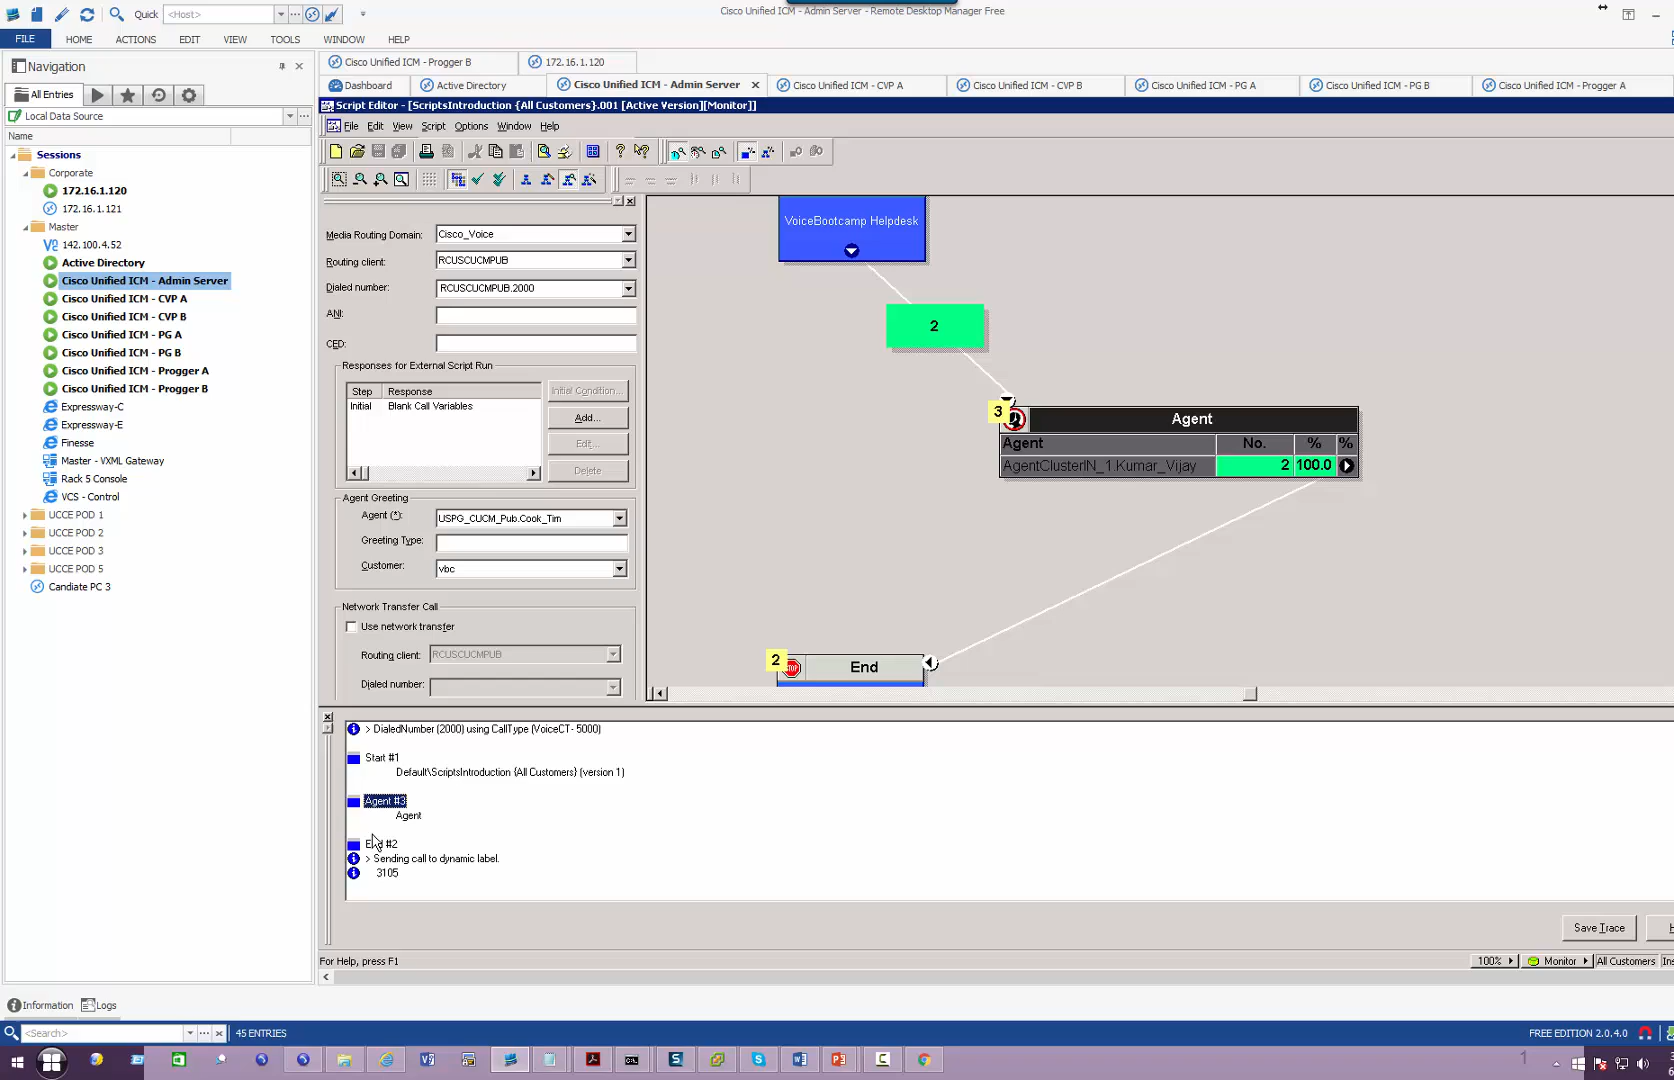 Cisco Unified ICM - Admin Server - Remote Desktop Manager Free
Quick <Host>
FILE HOME ACTIONS EDIT VIEW TOOLS WINDOW HELP
Navigation
Cisco Unified ICM - Progger B 172.16.1.120
Dashboard Active Directory Cisco Unified ICM - Admin Server Cisco Unified ICM - CVP A Cisco Unified ICM - CVP B Cisco Unified ICM - PG A Cisco Unified ICM - PG B Cisco Unified ICM - Progger A
All Entries
Local Data Source
Name
Sessions
Corporate
172.16.1.120
172.16.1.121
Master
142.100.4.52
Active Directory
Cisco Unified ICM - Admin Server
Cisco Unified ICM - CVP A
Cisco Unified ICM - CVP B
Cisco Unified ICM - PG A
Cisco Unified ICM - PG B
Cisco Unified ICM - Progger A
Cisco Unified ICM - Progger B
Expressway-C
Expressway-E
Finesse
Master - VXML Gateway
Rack 5 Console
VCS - Control
UCCE POD 1
UCCE POD 2
UCCE POD 3
UCCE POD 5
Candiate PC 3
Script Editor - [ScriptsIntroduction {All Customers}.001 [Active Version][Monitor]]
File Edit View Script Options Window Help
Media Routing Domain: Cisco_Voice
Routing client: RCUSCUCMPUB
Dialed number: RCUSCUCMPUB.2000
ANI:
CED:
Responses for External Script Run
Step Response
Initial Blank Call Variables
Initial Condition...
Add...
Edit...
Delete
Agent Greeting
Agent (*): USPG_CUCM_Pub.Cook_Tim
Greeting Type:
Customer: vbc
Network Transfer Call
Use network transfer
Routing client: RCUSCUCMPUB
Dialed number:
VoiceBootcamp Helpdesk
2
3 Agent
Agent No. % %
AgentClusterIN_1.Kumar_Vijay 2 100.0
2 STOP End
> DialedNumber (2000) using CallType (VoiceCT - 5000)
Start #1
Default\ScriptsIntroduction {All Customers} (version 1)
Agent #3
Agent
End #2
> Sending call to dynamic label.
3105
Save Trace
For Help, press F1
100% Monitor All Customers
Information Logs
<Search> 45 ENTRIES
FREE EDITION 2.0.4.0